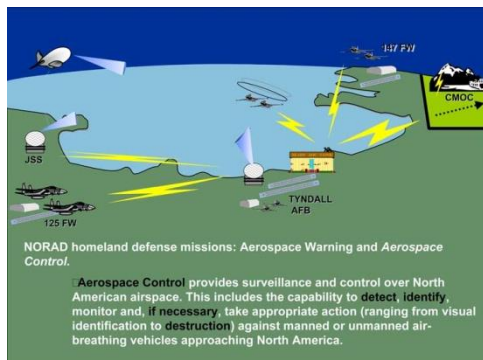 147 FW
CMOC
JSS
125 FW
TYNDALL
AFB
NORAD homeland defense missions: Aerospace Warning and Aerospace
Control.
Aerospace Control provides surveillance and control over North
American airspace. This includes the capability to detect, identify,
monitor and, if necessary, take appropriate action (ranging from visual
identification to destruction) against manned or unmanned air-
breathing vehicles approaching North America.